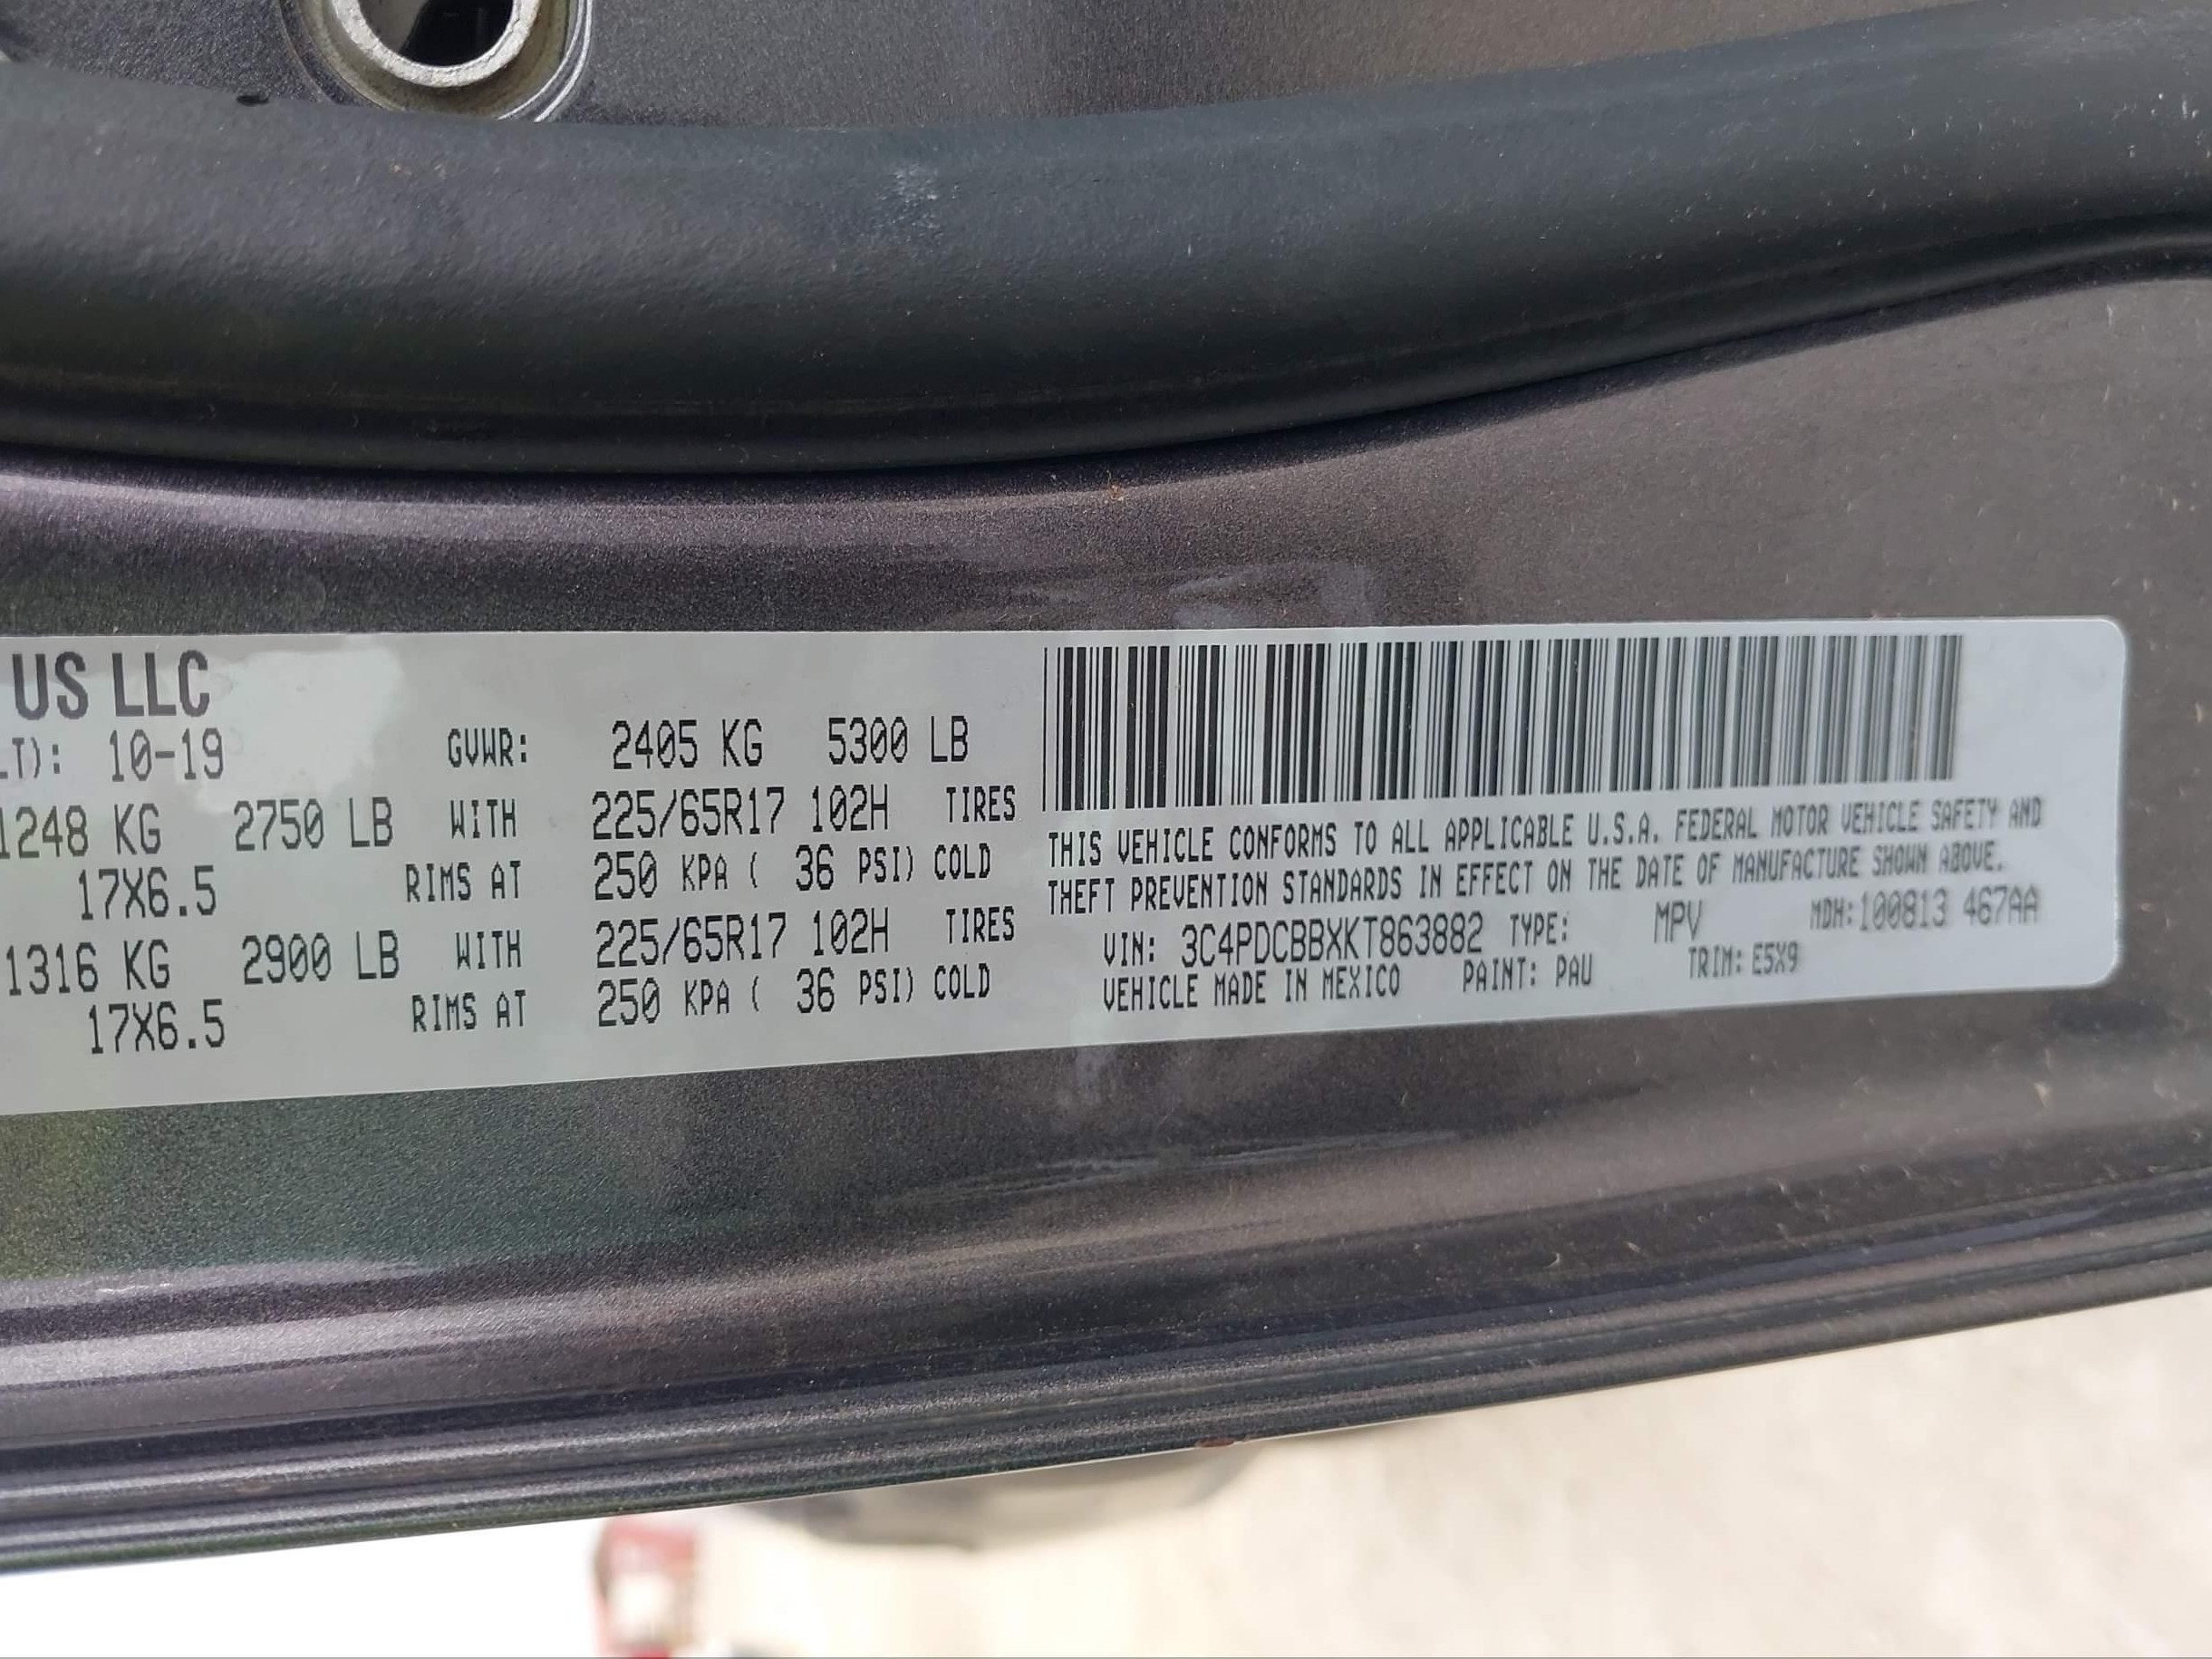 US LLC
LT): 10-19 GVWR: 2405 KG 5300 LB
1248 KG 2750 LB WITH 225/65R17 102H TIRES
17X6.5 RIMS AT 250 KPA ( 36 PSI) COLD
1316 KG 2900 LB WITH 225/65R17 102H TIRES
17X6.5 RIMS AT 250 KPA ( 36 PSI) COLD
THIS VEHICLE CONFORMS TO ALL APPLICABLE U.S.A. FEDERAL MOTOR VEHICLE SAFETY AND
THEFT PREVENTION STANDARDS IN EFFECT ON THE DATE OF MANUFACTURE SHOWN ABOVE.
VIN: 3C4PDCBBXKT863882 TYPE: MPV MDH:100813 467AA
VEHICLE MADE IN MEXICO PAINT: PAU TRIM: E5X9